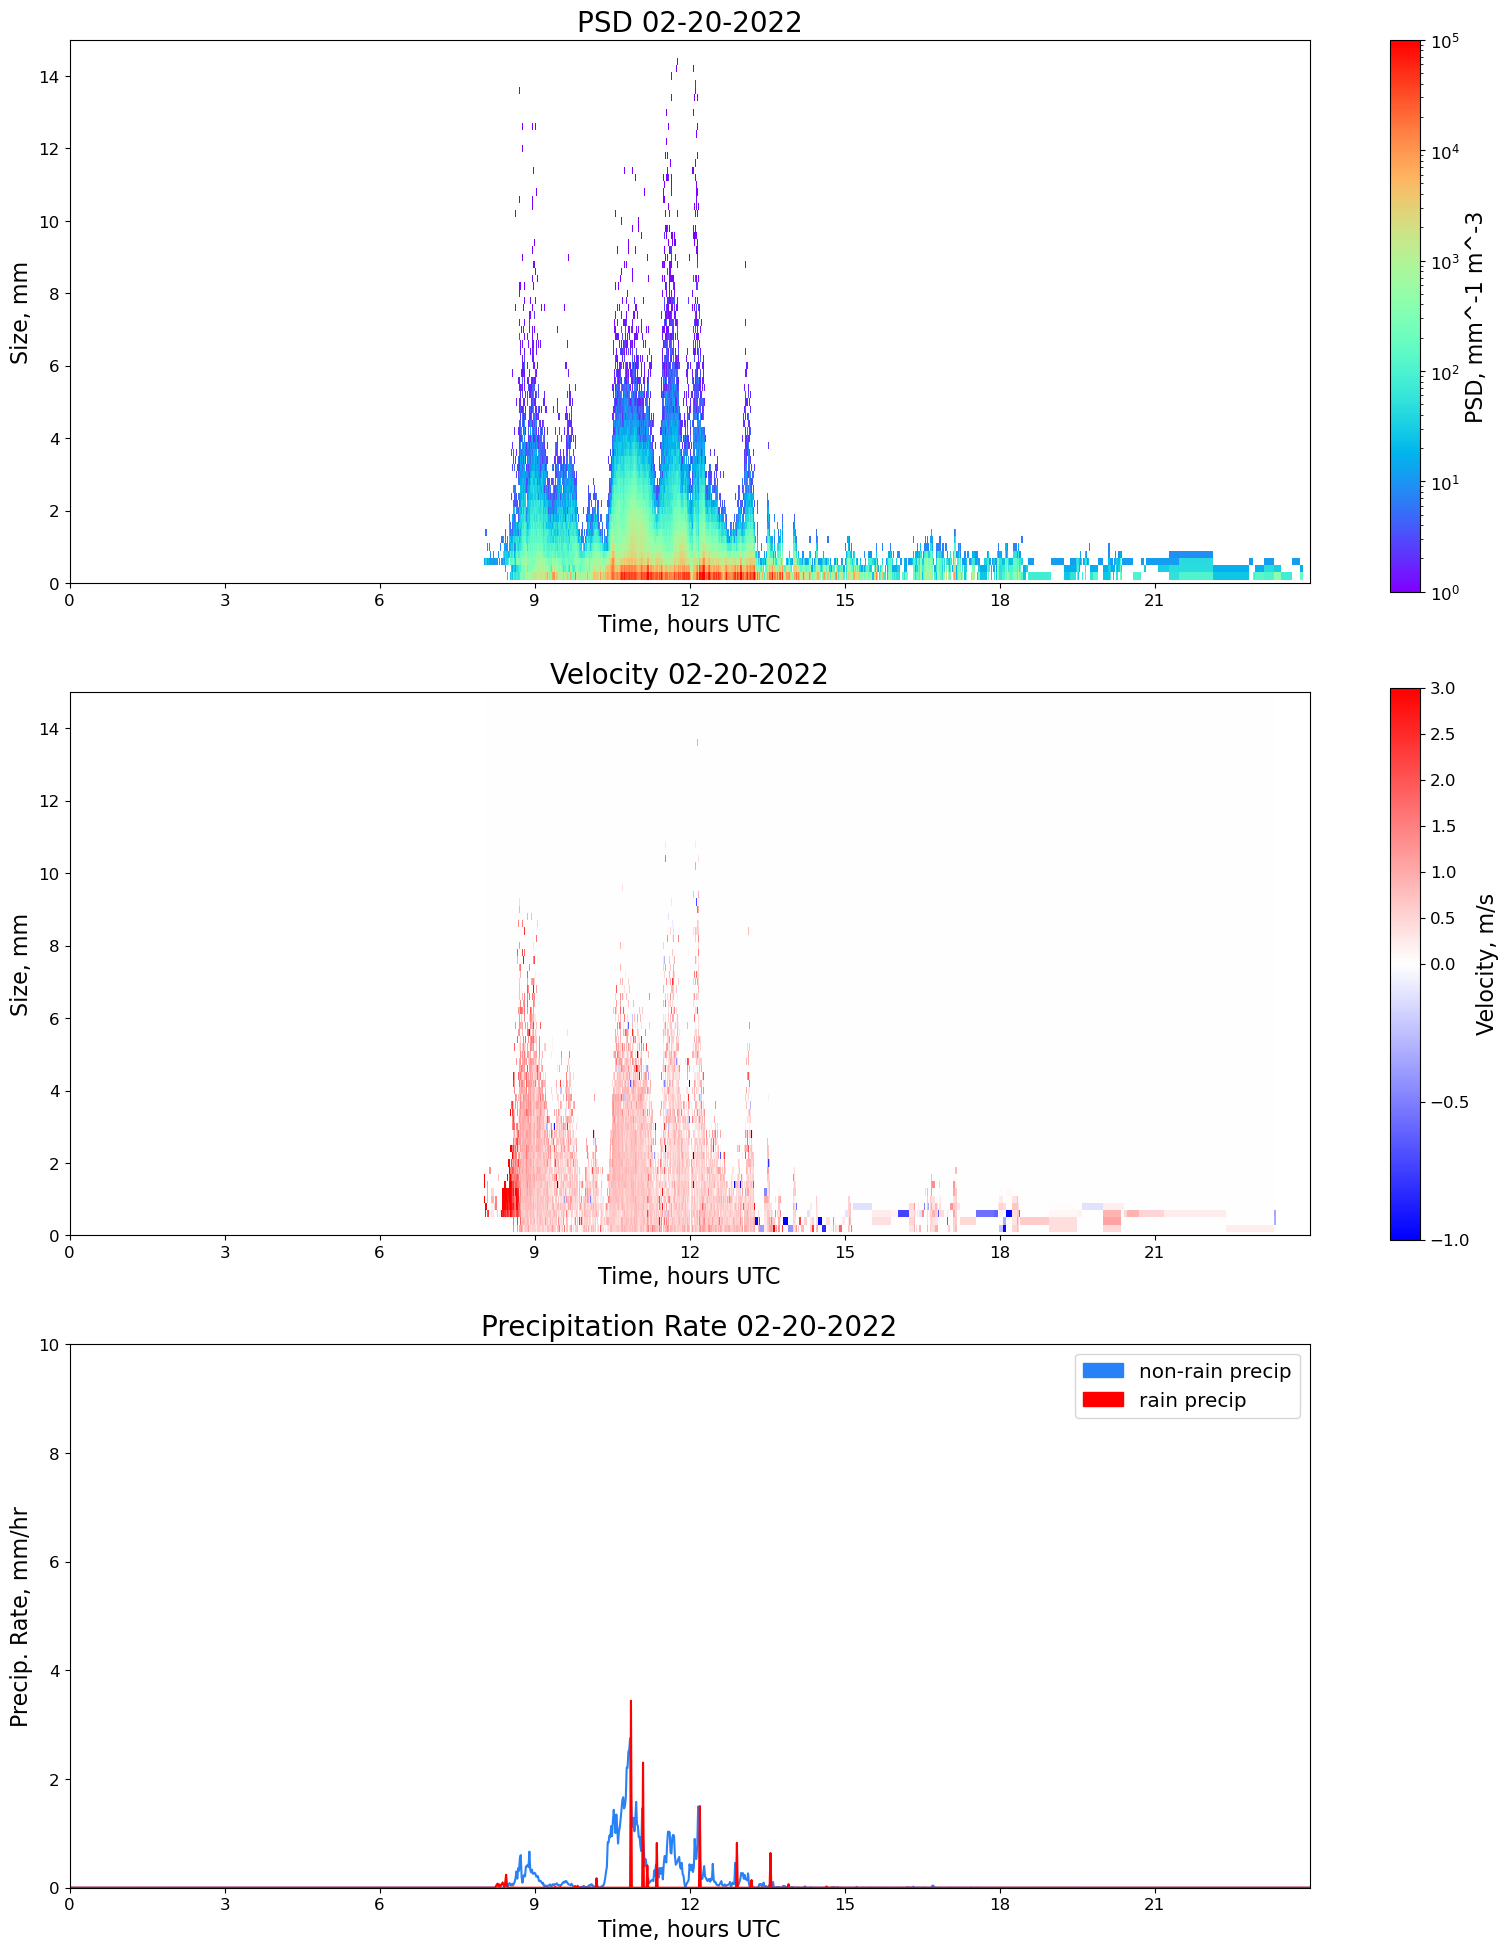 PSD 02-20-2022
14
12
10
8
6
4
2
0
Size, mm
0 3 6 9 12 15 18 21
Time, hours UTC
10^5
10^4
10^3
10^2
10^1
10^0
PSD, mm^-1 m^-3
Velocity 02-20-2022
14
12
10
8
6
4
2
0
Size, mm
0 3 6 9 12 15 18 21
Time, hours UTC
3.0
2.5
2.0
1.5
1.0
0.5
0.0
−0.5
−1.0
Velocity, m/s
Precipitation Rate 02-20-2022
10
8
6
4
2
0
Precip. Rate, mm/hr
non-rain precip
rain precip
0 3 6 9 12 15 18 21
Time, hours UTC